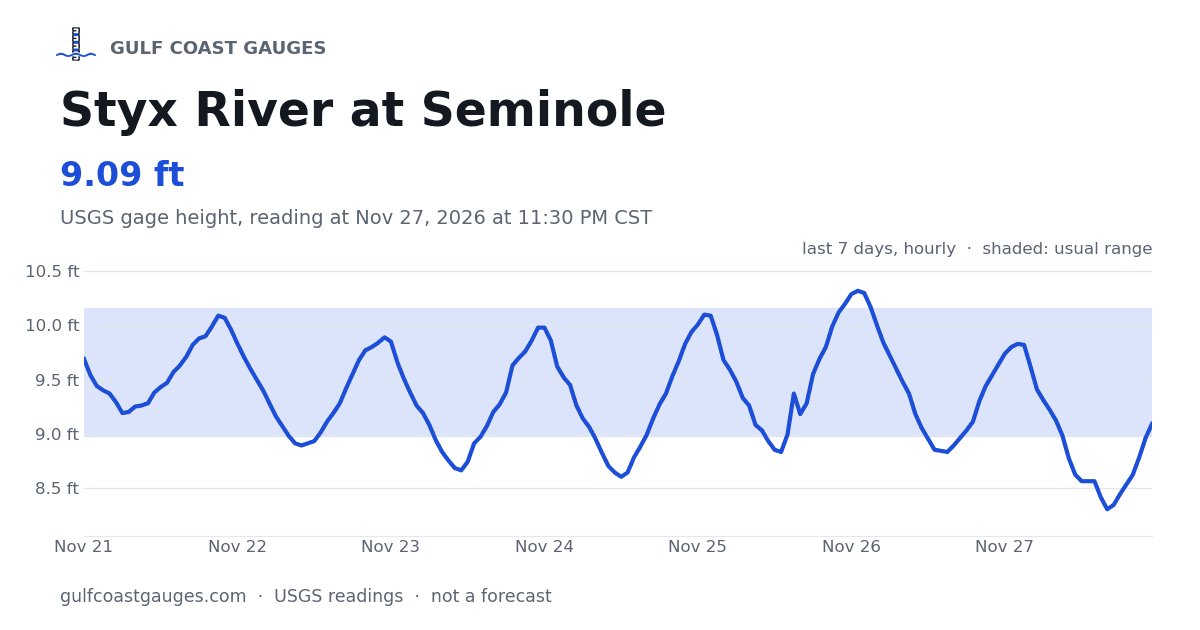 GULF COAST GAUGES
Styx River at Seminole
9.09 ft
USGS gage height, reading at Nov 27, 2026 at 11:30 PM CST
last 7 days, hourly · shaded: usual range
10.5 ft
10.0 ft
9.5 ft
9.0 ft
8.5 ft
Nov 21 Nov 22 Nov 23 Nov 24 Nov 25 Nov 26 Nov 27
gulfcoastgauges.com · USGS readings · not a forecast